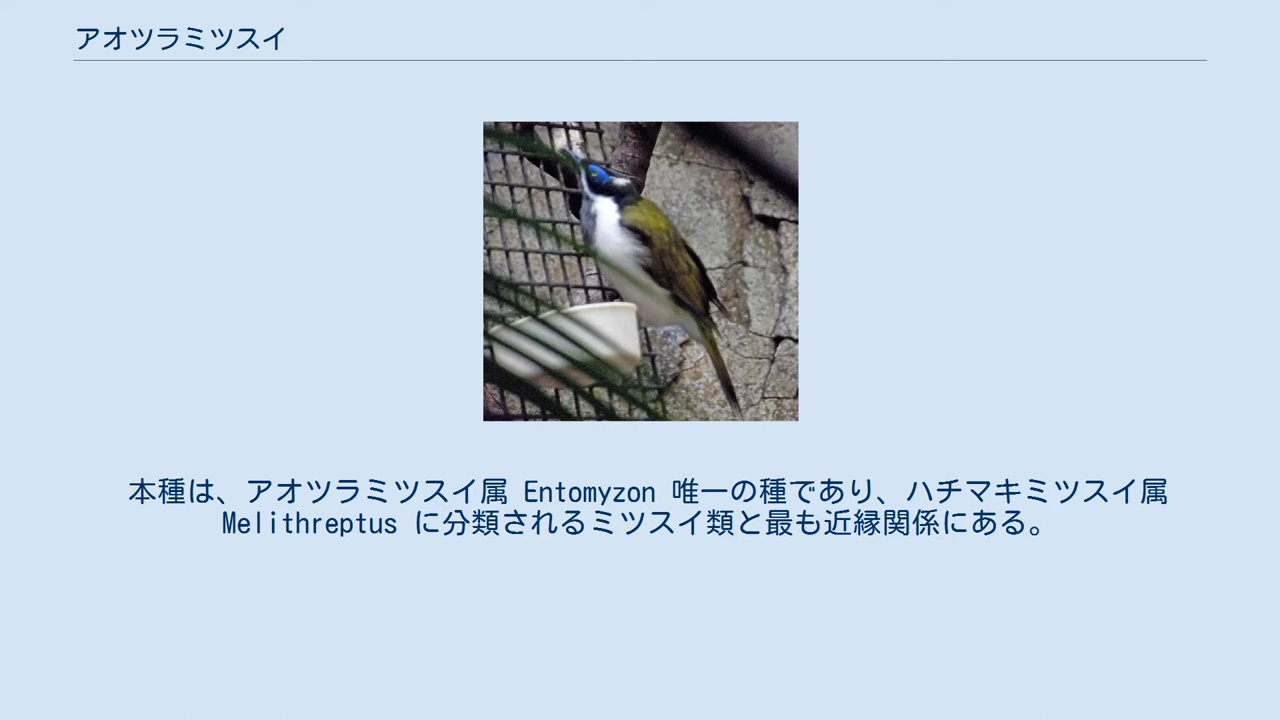 アオツラミツスイ
本種は、アオツラミツスイ属 Entomyzon 唯一の種であり、ハチマキミツスイ属
Melithreptus に分類されるミツスイ類と最も近縁関係にある。